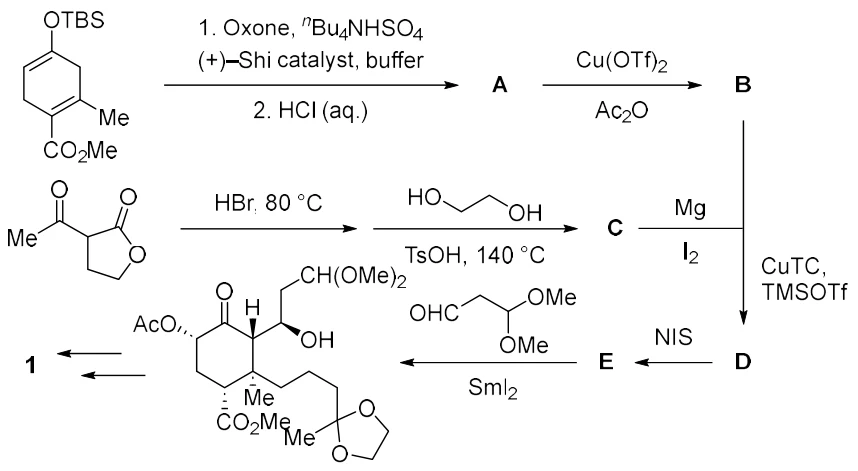 OTBS
Me
CO₂Me
1. Oxone, ⁿBu₄NHSO₄
(+)–Shi catalyst, buffer
2. HCl (aq.)
A
Cu(OTf)₂
Ac₂O
B
O
O
Me
O
HBr, 80 °C
HO
OH
TsOH, 140 °C
C
Mg
I₂
CuTC,
TMSOTf
D
NIS
E
OHC
OMe
OMe
SmI₂
CH(OMe)₂
O
H
AcO
OH
Me
CO₂Me
Me
O
O
1